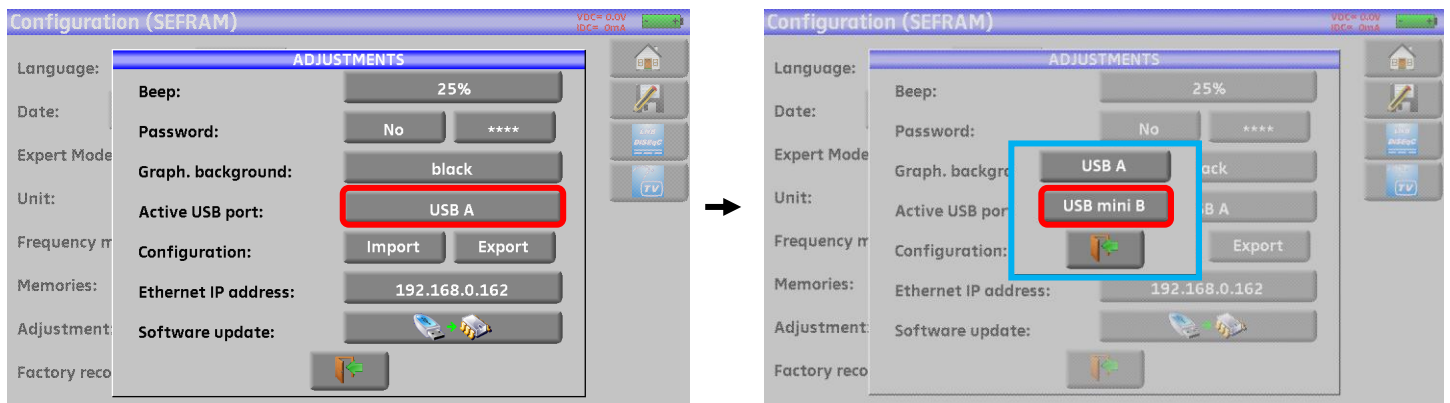 Configuration (SEFRAM)
VDC= 0.0V
IDC= 0mA
Language:
Date:
Expert Mode
Unit:
Frequency m
Memories:
Adjustment
Factory reco
ADJUSTMENTS
Beep: 25%
Password: No ****
Graph. background: black
Active USB port: USB A
Configuration: Import Export
Ethernet IP address: 192.168.0.162
Software update:
DiSEqC
TV
Configuration (SEFRAM)
VDC= 0.0V
IDC= 0mA
Language:
Date:
Expert Mode
Unit:
Frequency m
Memories:
Adjustment
Factory reco
ADJUSTMENTS
Beep: 25%
Password: No ****
Graph. backgro ack
Active USB por B A
Configuration: Export
Ethernet IP address: 192.168.0.162
Software update:
USB A
USB mini B
DiSEqC
TV